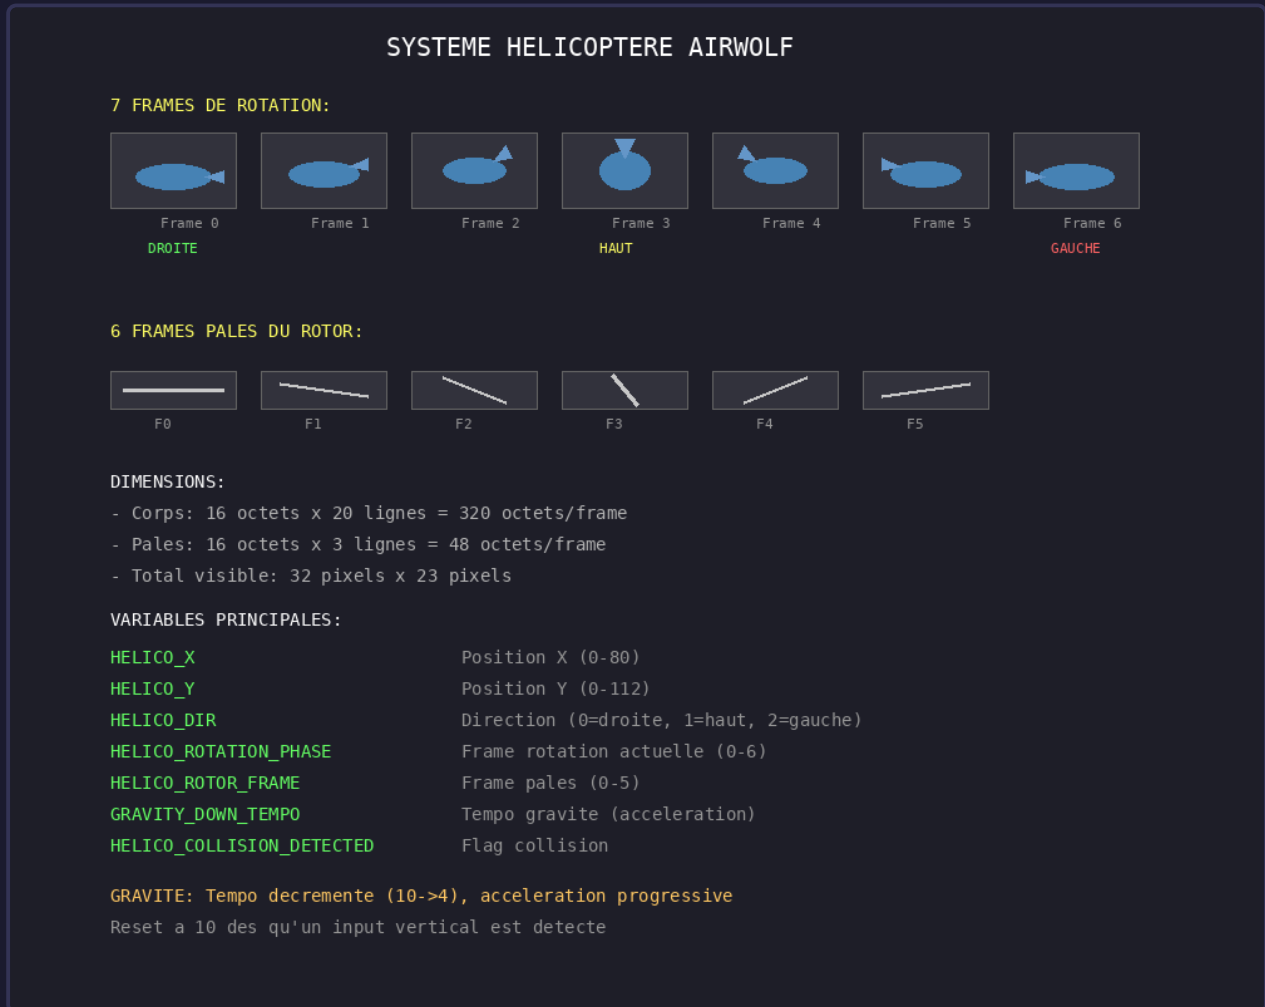 SYSTEME HELICOPTERE AIRWOLF
7 FRAMES DE ROTATION:
Frame 0 Frame 1 Frame 2 Frame 3 Frame 4 Frame 5 Frame 6
DROITE HAUT GAUCHE
6 FRAMES PALES DU ROTOR:
F0 F1 F2 F3 F4 F5
DIMENSIONS:
- Corps: 16 octets x 20 lignes = 320 octets/frame
- Pales: 16 octets x 3 lignes = 48 octets/frame
- Total visible: 32 pixels x 23 pixels
VARIABLES PRINCIPALES:
HELICO_X Position X (0-80)
HELICO_Y Position Y (0-112)
HELICO_DIR Direction (0=droite, 1=haut, 2=gauche)
HELICO_ROTATION_PHASE Frame rotation actuelle (0-6)
HELICO_ROTOR_FRAME Frame pales (0-5)
GRAVITY_DOWN_TEMPO Tempo gravite (acceleration)
HELICO_COLLISION_DETECTED Flag collision
GRAVITE: Tempo decremente (10->4), acceleration progressive
Reset a 10 des qu'un input vertical est detecte